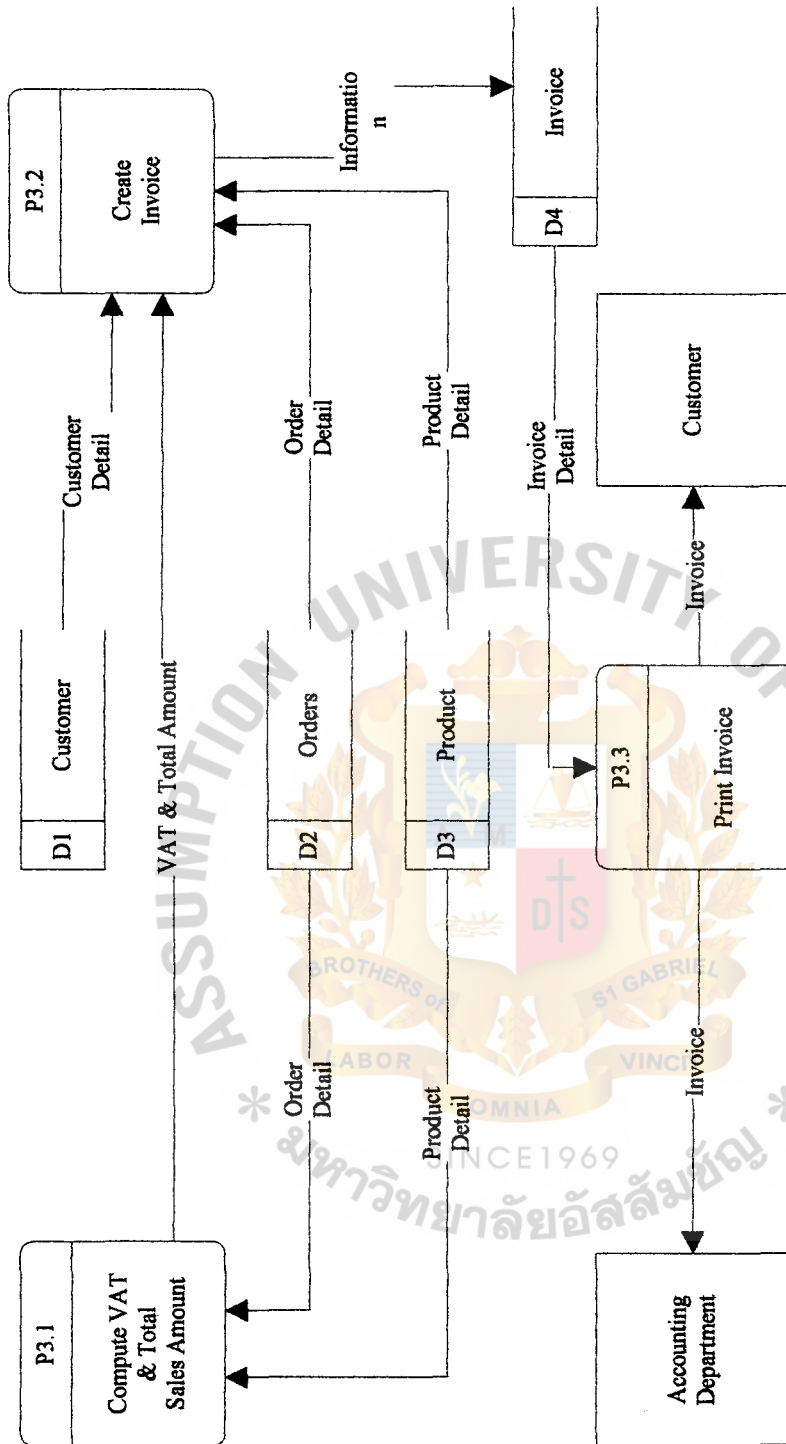 P3.1
Compute VAT
& Total
Sales Amount
VAT & Total Amount
D1
Customer
Customer
Detail
P3.2
Create
Invoice
Order
Detail
D2
Orders
Order
Detail
Product
Detail
D3
Product
Product
Detail
Informatio
n
D4
Invoice
Invoice
Detail
Accounting
Department
Invoice
P3.3
Print Invoice
Invoice
Customer
ASSUMPTION UNIVERSITY OF
BROTHERS of
S1 GABRIEL
LABOR
OMNIA
VINCI
M
D S
SINCE1969
* มหาวิทยาลัยอัสสัมชัญ *